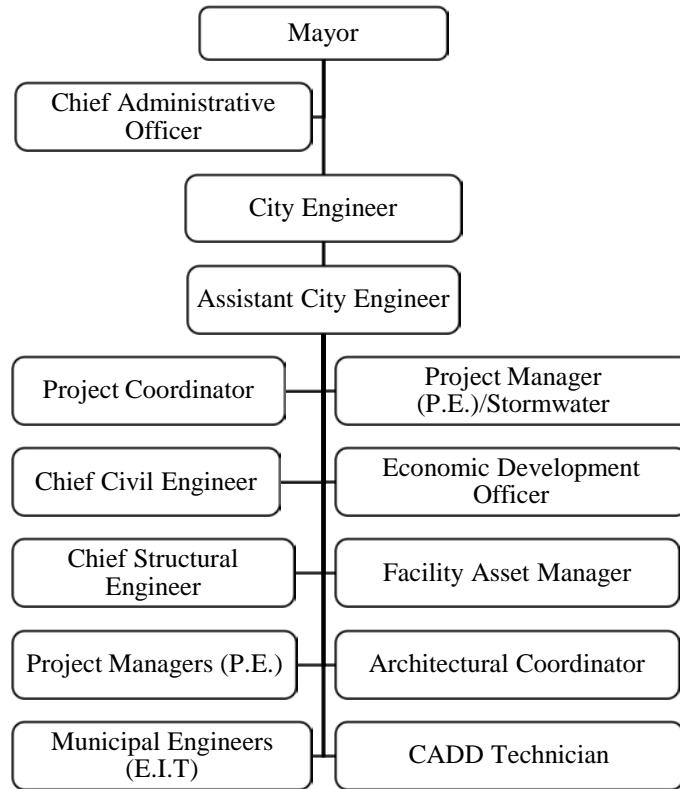 Mayor
Chief Administrative
Officer
City Engineer
Assistant City Engineer
Project Coordinator
Project Manager
(P.E.)/Stormwater
Chief Civil Engineer
Economic Development
Officer
Chief Structural
Engineer
Facility Asset Manager
Project Managers (P.E.)
Architectural Coordinator
Municipal Engineers
(E.I.T)
CADD Technician